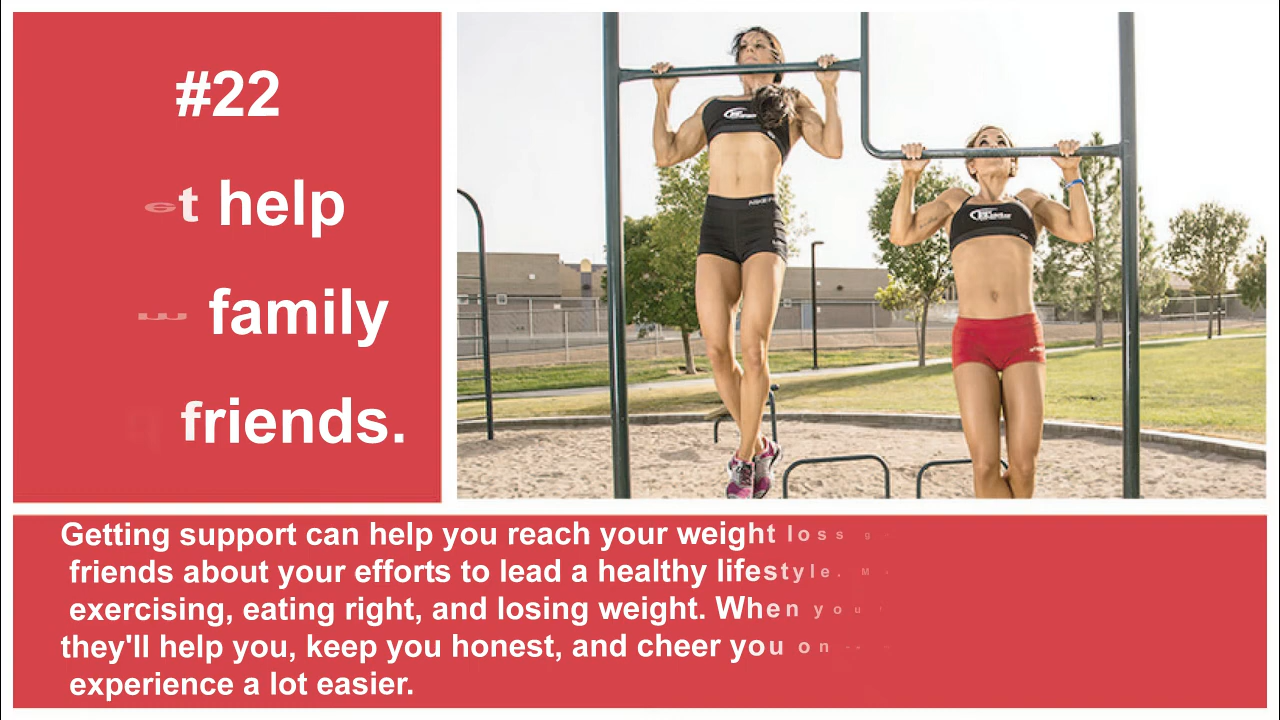 #22
help
family
friends.
Getting support can help you reach your weight loss
friends about your efforts to lead a healthy lifestyle.
exercising, eating right, and losing weight. When you
they'll help you, keep you honest, and cheer you on
experience a lot easier.